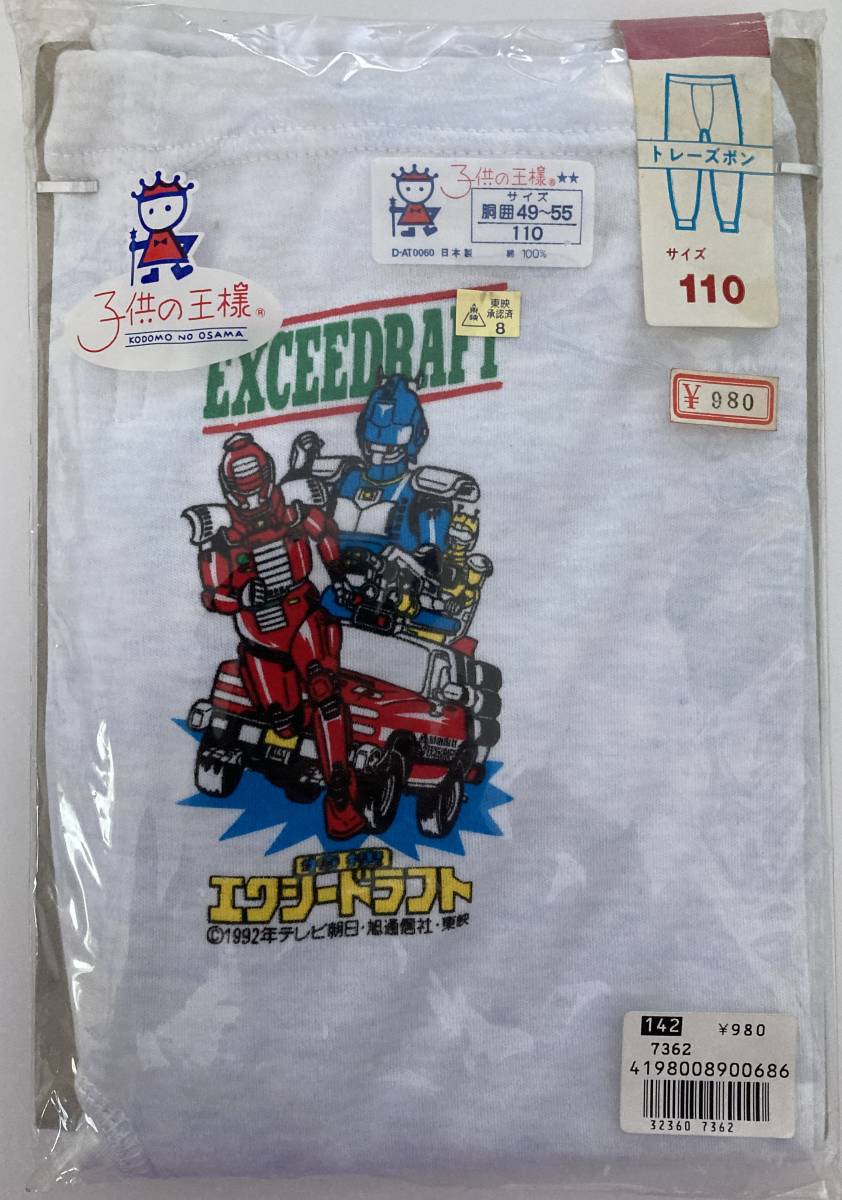 子供の王様®
KODOMO NO OSAMA
子供の王様®★★
サイズ
胴囲49~55
110
D-AT0060 日本製 綿 100%
トレーズボン
サイズ
110
¥980
東映
承認済
8
EXCEEDRAFT
エクシードラフト
©1992年テレビ朝日・旭通信社・東映
142 ¥980
7362
4198008900686
32360 7362